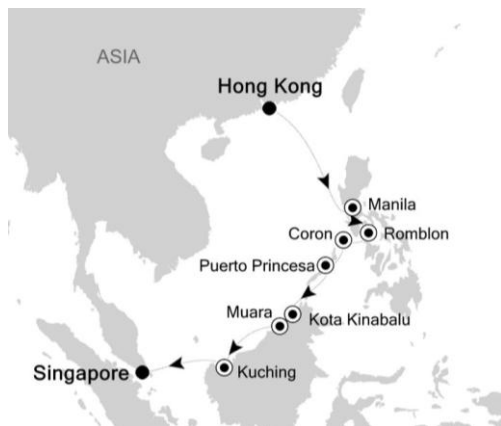 ASIA
Hong Kong
Manila
Coron
Romblon
Puerto Princesa
Muara
Kota Kinabalu
Singapore
Kuching